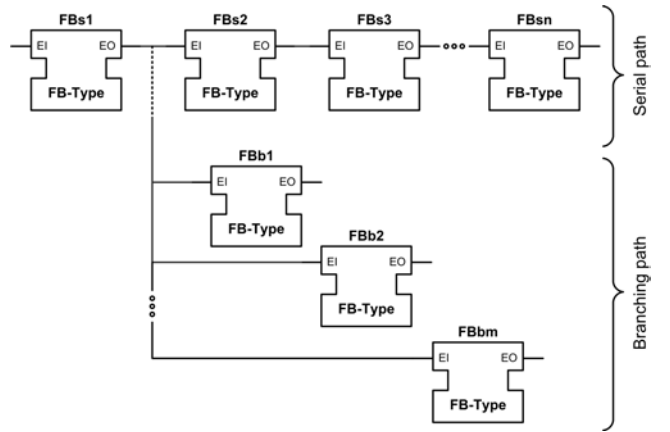 FBs1 FBs2 FBs3 FBsn
EI EO EI EO EI EO EI EO
FB-Type FB-Type FB-Type FB-Type
Serial path
FBb1
EI EO
FB-Type
FBb2
EI EO
FB-Type
FBbm
EI EO
FB-Type
Branching path